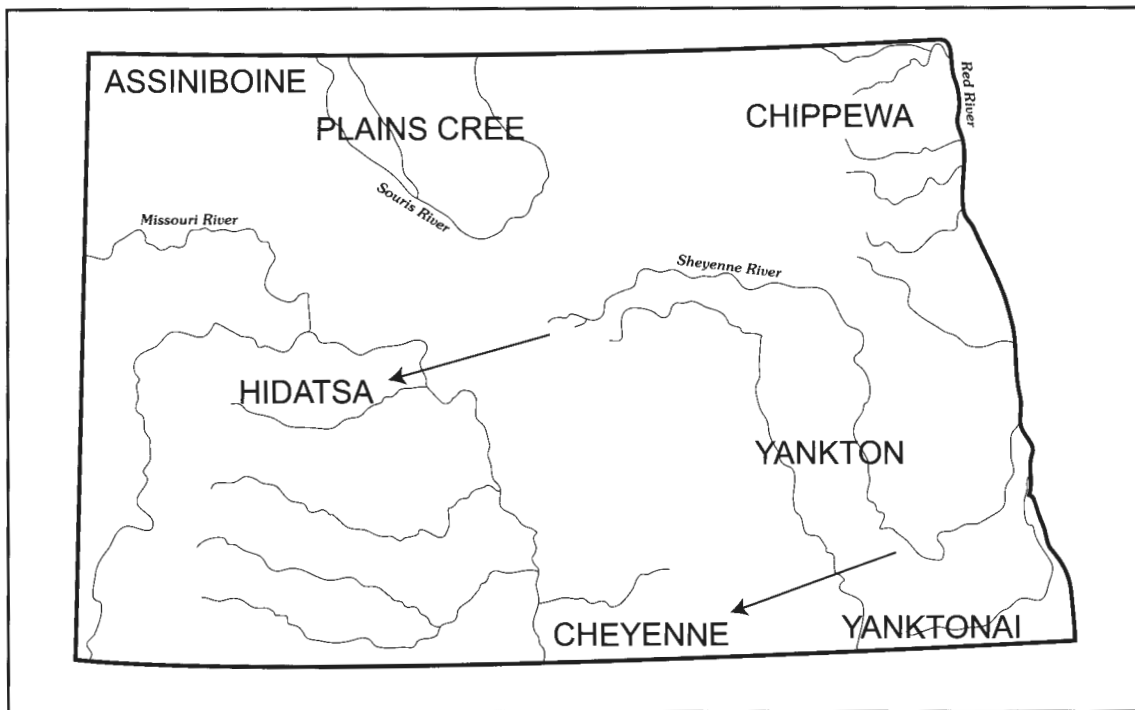 ASSINIBOINE
PLAINS CREE
CHIPPEWA
Red River
Souris River
Missouri River
Sheyenne River
HIDATSA
YANKTON
CHEYENNE
YANKTONAI